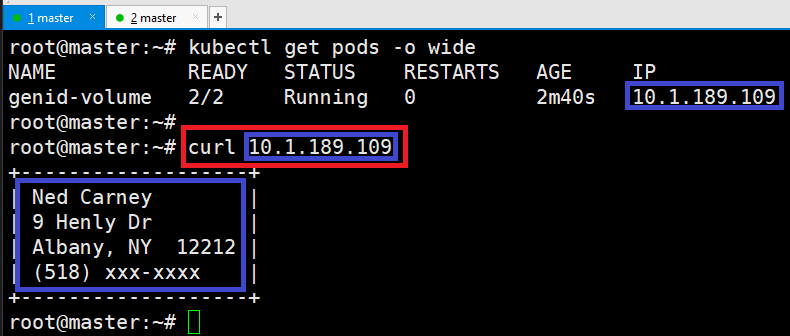 1 master × 2 master × +
root@master:~# kubectl get pods -o wide
NAME READY STATUS RESTARTS AGE IP
genid-volume 2/2 Running 0 2m40s 10.1.189.109
root@master:~#
root@master:~# curl 10.1.189.109
+-------------------+
| Ned Carney |
| 9 Henly Dr |
| Albany, NY 12212 |
| (518) xxx-xxxx |
+-------------------+
root@master:~#